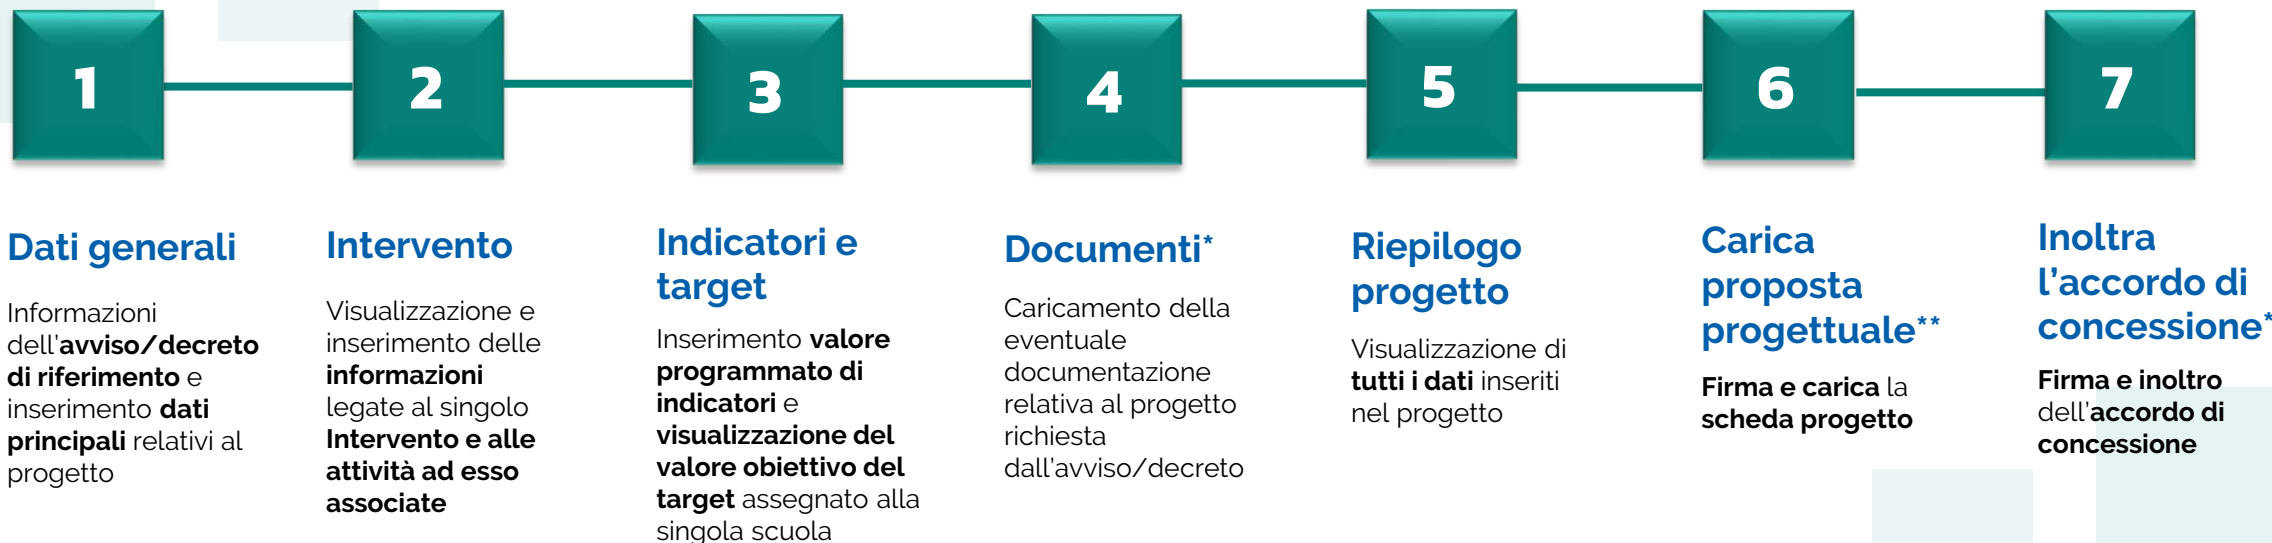 1
2
3
4
5
6
7
Dati generali
Informazioni
dell'avviso/decreto
di riferimento e
inserimento dati
principali relativi al
progetto
Intervento
Visualizzazione e
inserimento delle
informazioni
legate al singolo
Intervento e alle
attività ad esso
associate
Indicatori e
target
Inserimento valore
programmato di
indicatori e
visualizzazione del
valore obiettivo del
target assegnato alla
singola scuola
Documenti*
Caricamento della
eventuale
documentazione
relativa al progetto
richiesta
dall'avviso/decreto
Riepilogo
progetto
Visualizzazione di
tutti i dati inseriti
nel progetto
Carica
proposta
progettuale**
Firma e carica la
scheda progetto
Inoltra
l'accordo di
concessione*
Firma e inoltro
dell'accordo di
concessione